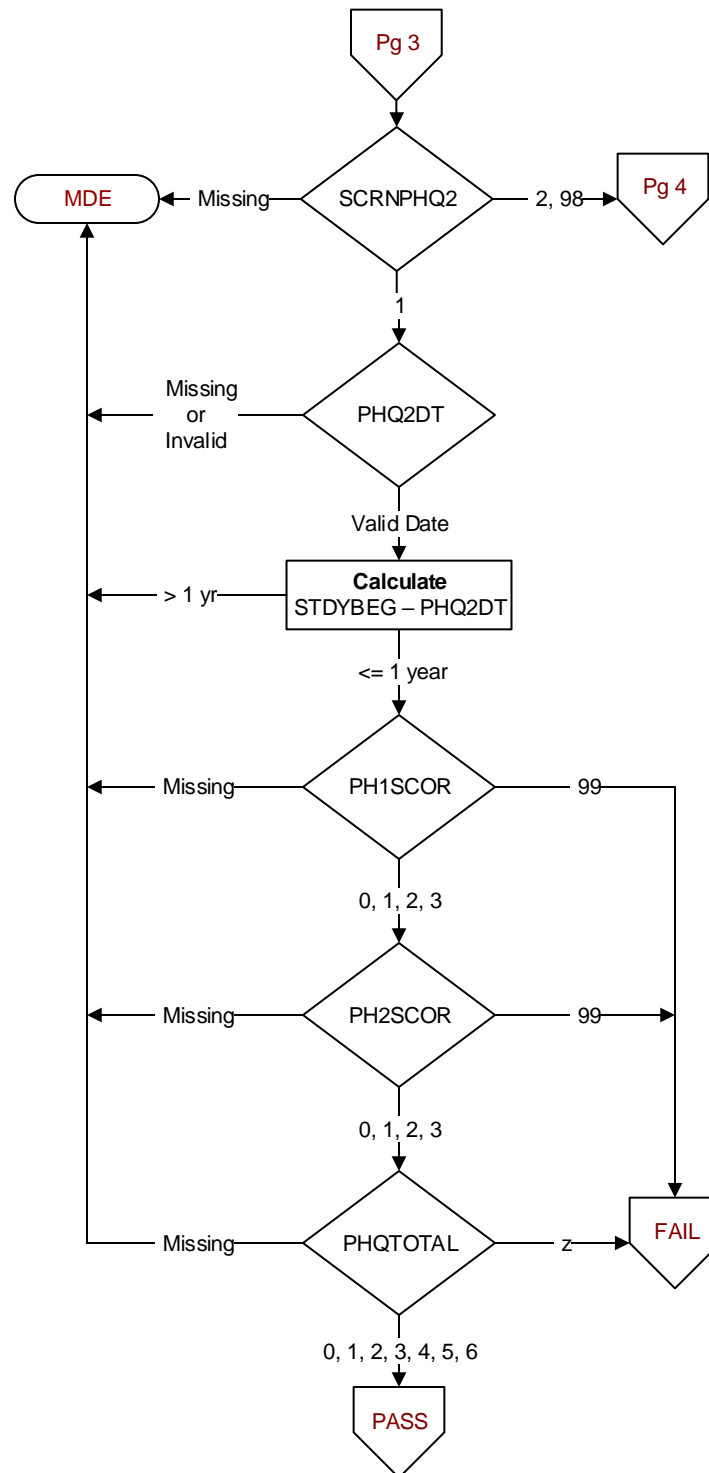 Pg 3
MDE
Missing
SCRNPHQ2
2, 98
Pg 4
1
Missing
or
Invalid
PHQ2DT
Valid Date
> 1 yr
Calculate
STDYBEG – PHQ2DT
<= 1 year
Missing
PH1SCOR
99
0, 1, 2, 3
Missing
PH2SCOR
99
0, 1, 2, 3
Missing
PHQTOTAL
z
FAIL
0, 1, 2, 3, 4, 5, 6
PASS